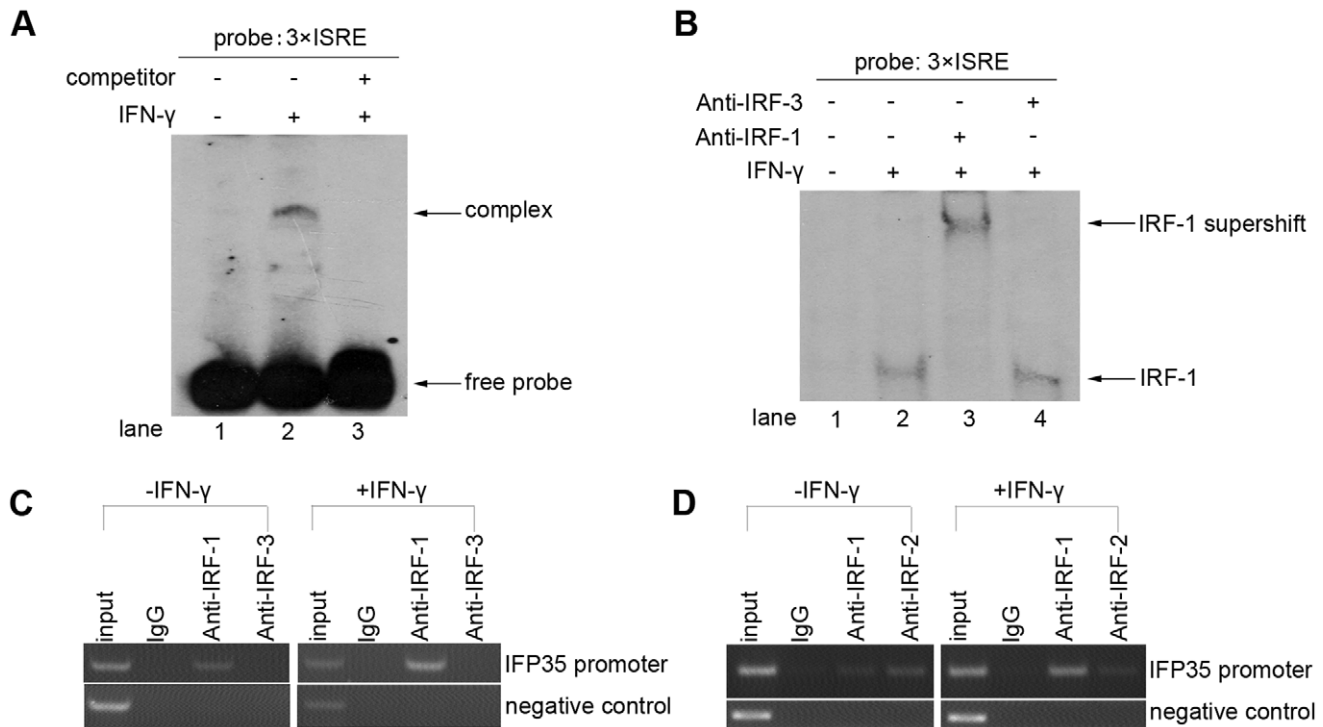 A
probe: 3×ISRE
competitor - - +
IFN-γ - + +
complex
free probe
lane 1 2 3
B
probe: 3×ISRE
Anti-IRF-3 - - - +
Anti-IRF-1 - - + -
IFN-γ - + + +
IRF-1 supershift
IRF-1
lane 1 2 3 4
C
-IFN-γ +IFN-γ
input IgG Anti-IRF-1 Anti-IRF-3 input IgG Anti-IRF-1 Anti-IRF-3
IFP35 promoter
negative control
D
-IFN-γ +IFN-γ
input IgG Anti-IRF-1 Anti-IRF-2 input IgG Anti-IRF-1 Anti-IRF-2
IFP35 promoter
negative control